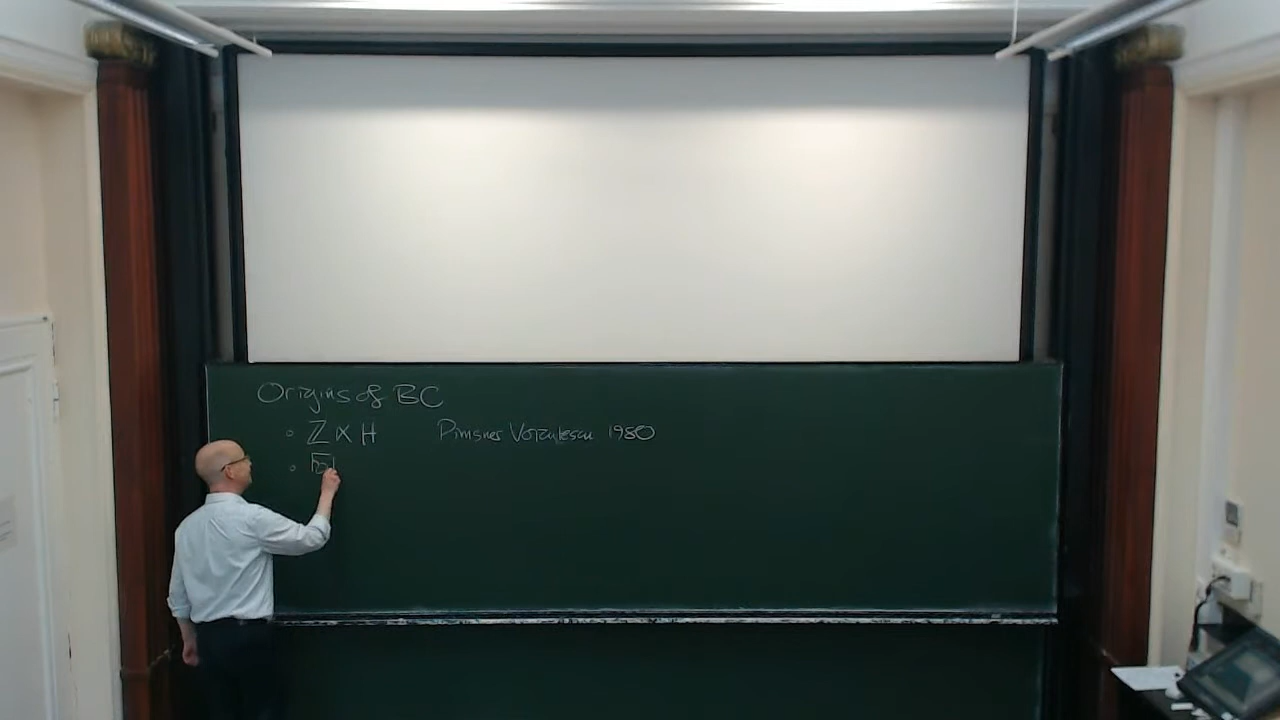 Origins of BC
◦ ℤ ⋊ H Pimsner Voiculescu 1980
◦